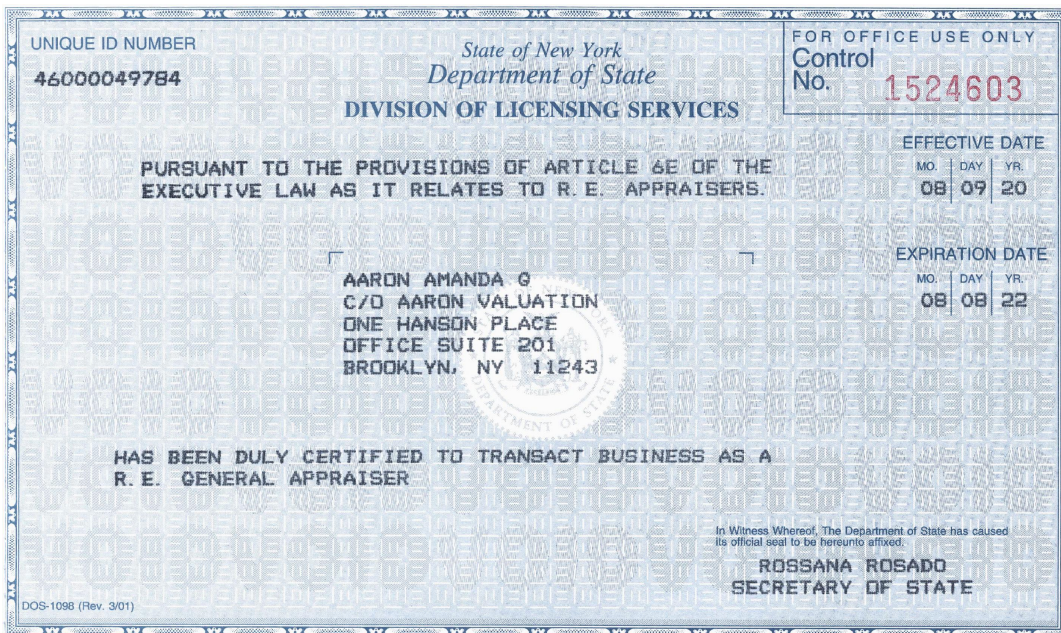 UNIQUE ID NUMBER
46000049784
State of New York
Department of State
DIVISION OF LICENSING SERVICES
FOR OFFICE USE ONLY
Control
No. 1524603
EFFECTIVE DATE
MO. DAY YR.
08 09 20
PURSUANT TO THE PROVISIONS OF ARTICLE 6E OF THE
EXECUTIVE LAW AS IT RELATES TO R. E. APPRAISERS.
EXPIRATION DATE
MO. DAY YR.
08 08 22
AARON AMANDA G
C/O AARON VALUATION
ONE HANSON PLACE
OFFICE SUITE 201
BROOKLYN, NY 11243
DEPARTMENT OF STATE
HAS BEEN DULY CERTIFIED TO TRANSACT BUSINESS AS A
R. E. GENERAL APPRAISER
In Witness Whereof, The Department of State has caused
its official seal to be hereunto affixed.
ROSSANA ROSADO
SECRETARY OF STATE
DOS-1098 (Rev. 3/01)